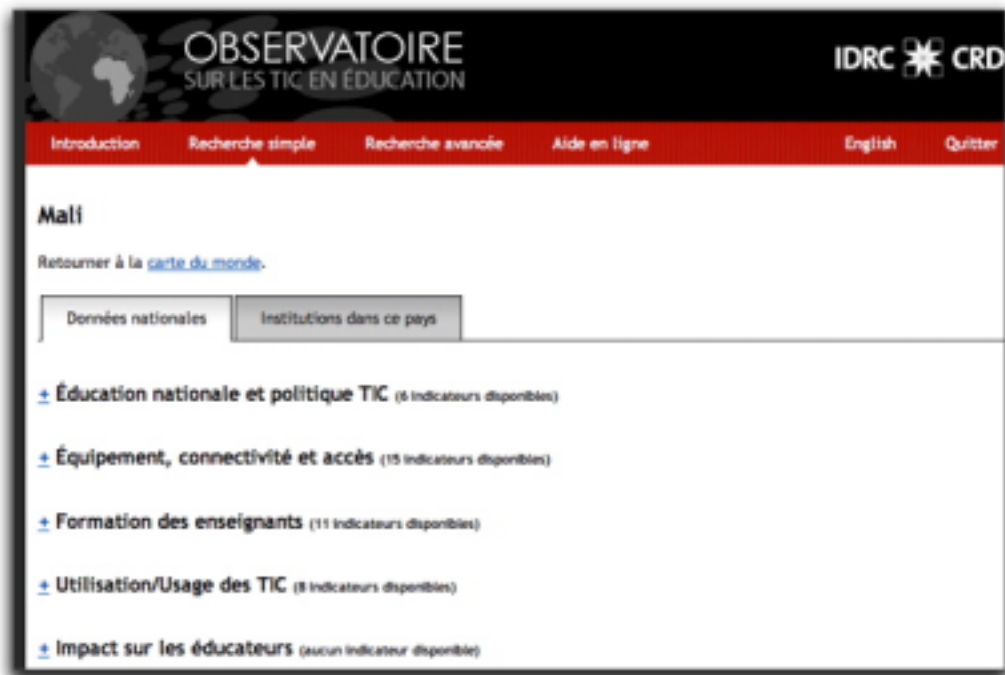 OBSERVATOIRE
SUR LES TIC EN ÉDUCATION
IDRC CRD
Introduction Recherche simple Recherche avancée Aide en ligne English Quitter
Mali
Retourner à la carte du monde.
Données nationales Institutions dans ce pays
+ Éducation nationale et politique TIC (6 indicateurs disponibles)
+ Équipement, connectivité et accès (15 indicateurs disponibles)
+ Formation des enseignants (11 indicateurs disponibles)
+ Utilisation/Usage des TIC (8 indicateurs disponibles)
+ Impact sur les éducateurs (aucun indicateur disponible)